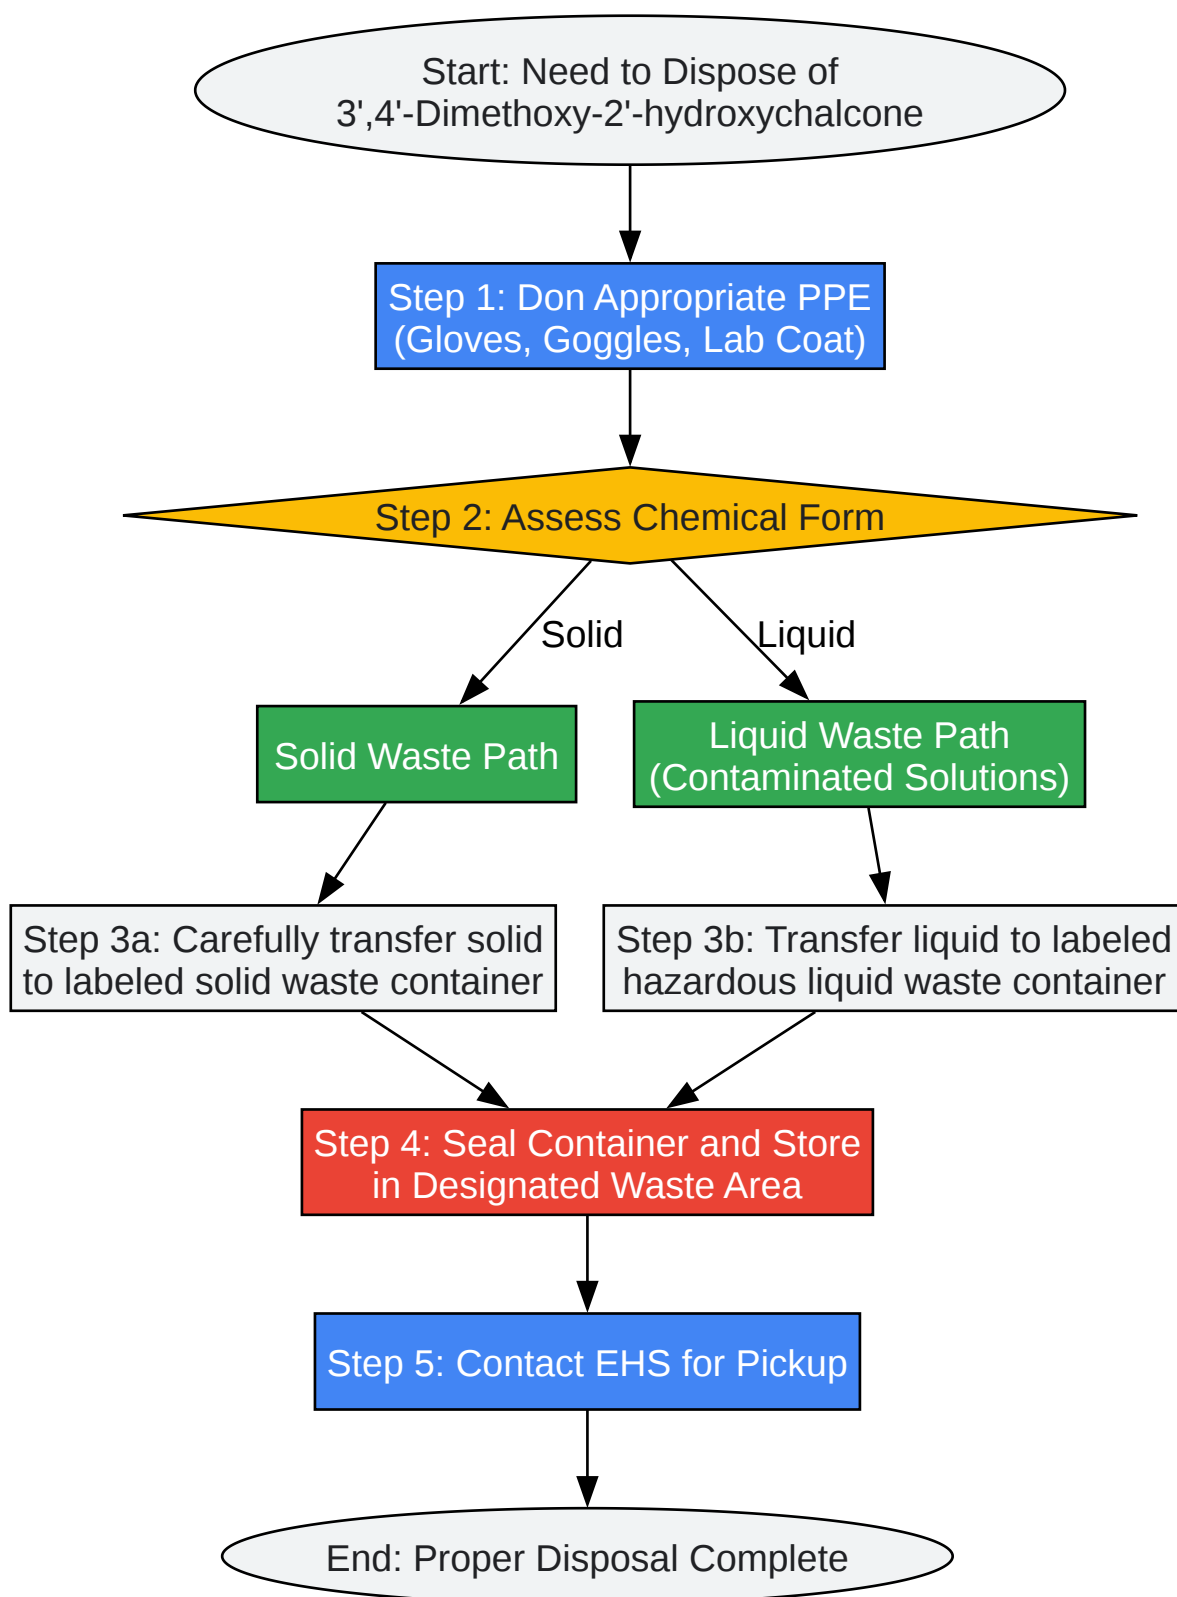 Start: Need to Dispose of
3',4'-Dimethoxy-2'-hydroxychalcone
Step 1: Don Appropriate PPE
(Gloves, Goggles, Lab Coat)
Step 2: Assess Chemical Form
Solid
Liquid
Solid Waste Path
Liquid Waste Path
(Contaminated Solutions)
Step 3a: Carefully transfer solid
to labeled solid waste container
Step 3b: Transfer liquid to labeled
hazardous liquid waste container
Step 4: Seal Container and Store
in Designated Waste Area
Step 5: Contact EHS for Pickup
End: Proper Disposal Complete